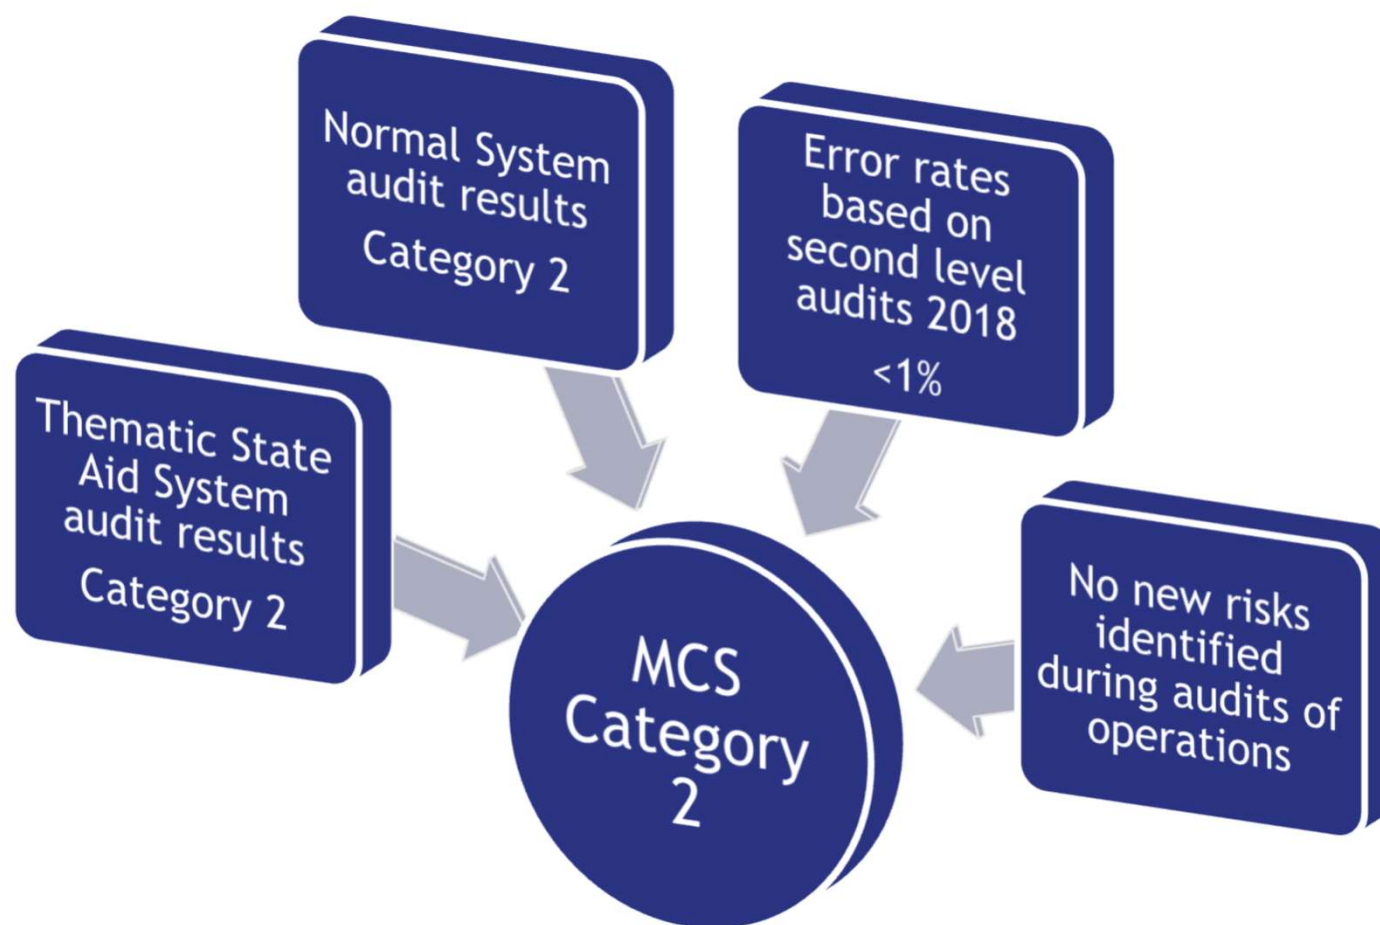 Normal System
audit results
Category 2
Error rates
based on
second level
audits 2018
<1%
Thematic State
Aid System
audit results
Category 2
No new risks
identified
during audits of
operations
MCS
Category
2